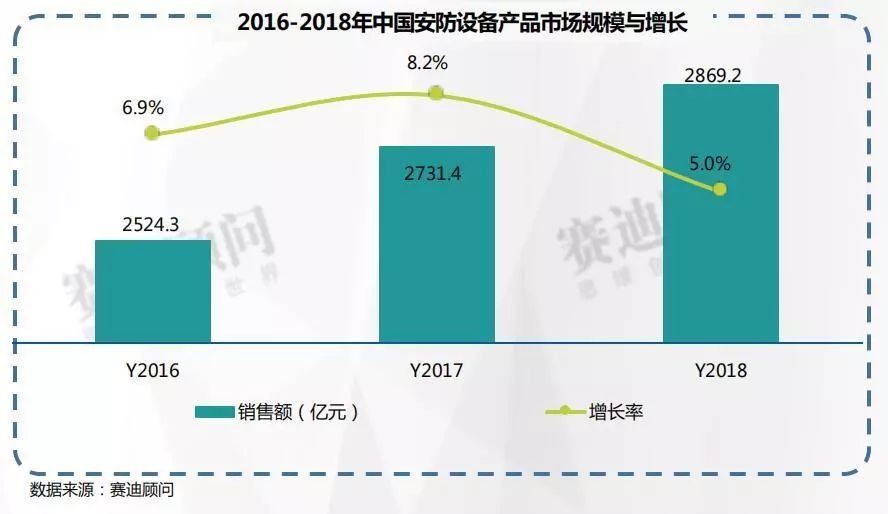 2016-2018年中国安防设备产品市场规模与增长
8.2%
2869.2
6.9%
2731.4
5.0%
2524.3
赛迪顾问
赛迪
Y2016
Y2017
Y2018
销售额（亿元）
增长率
数据来源：赛迪顾问